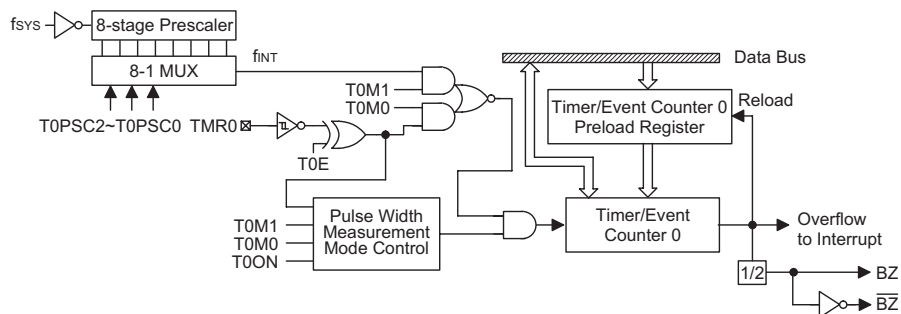 fSYS
8-stage Prescaler
8-1 MUX
fINT
T0PSC2~T0PSC0
TMR0
T0E
T0M1
T0M0
T0M1
T0M0
T0ON
Pulse Width
Measurement
Mode Control
Data Bus
Timer/Event Counter 0
Preload Register
Reload
Timer/Event
Counter 0
Overflow
to Interrupt
1/2
BZ
B̅Z̅